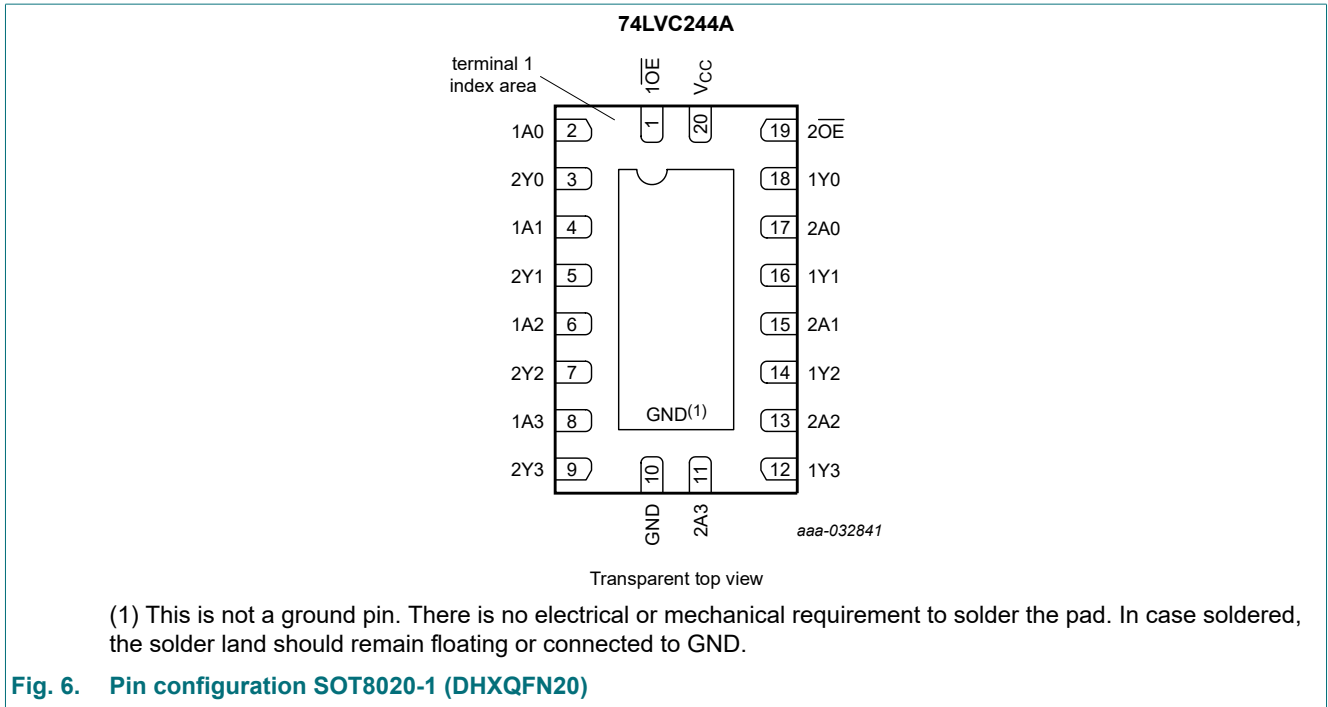 74LVC244A
terminal 1
index area
1OE
VCC
1A0 2 1 20 19 2OE
2Y0 3 18 1Y0
1A1 4 17 2A0
2Y1 5 16 1Y1
1A2 6 15 2A1
2Y2 7 14 1Y2
1A3 8 GND(1) 13 2A2
2Y3 9 10 11 12 1Y3
GND
2A3
aaa-032841
Transparent top view
(1) This is not a ground pin. There is no electrical or mechanical requirement to solder the pad. In case soldered,
the solder land should remain floating or connected to GND.
Fig. 6. Pin configuration SOT8020-1 (DHXQFN20)